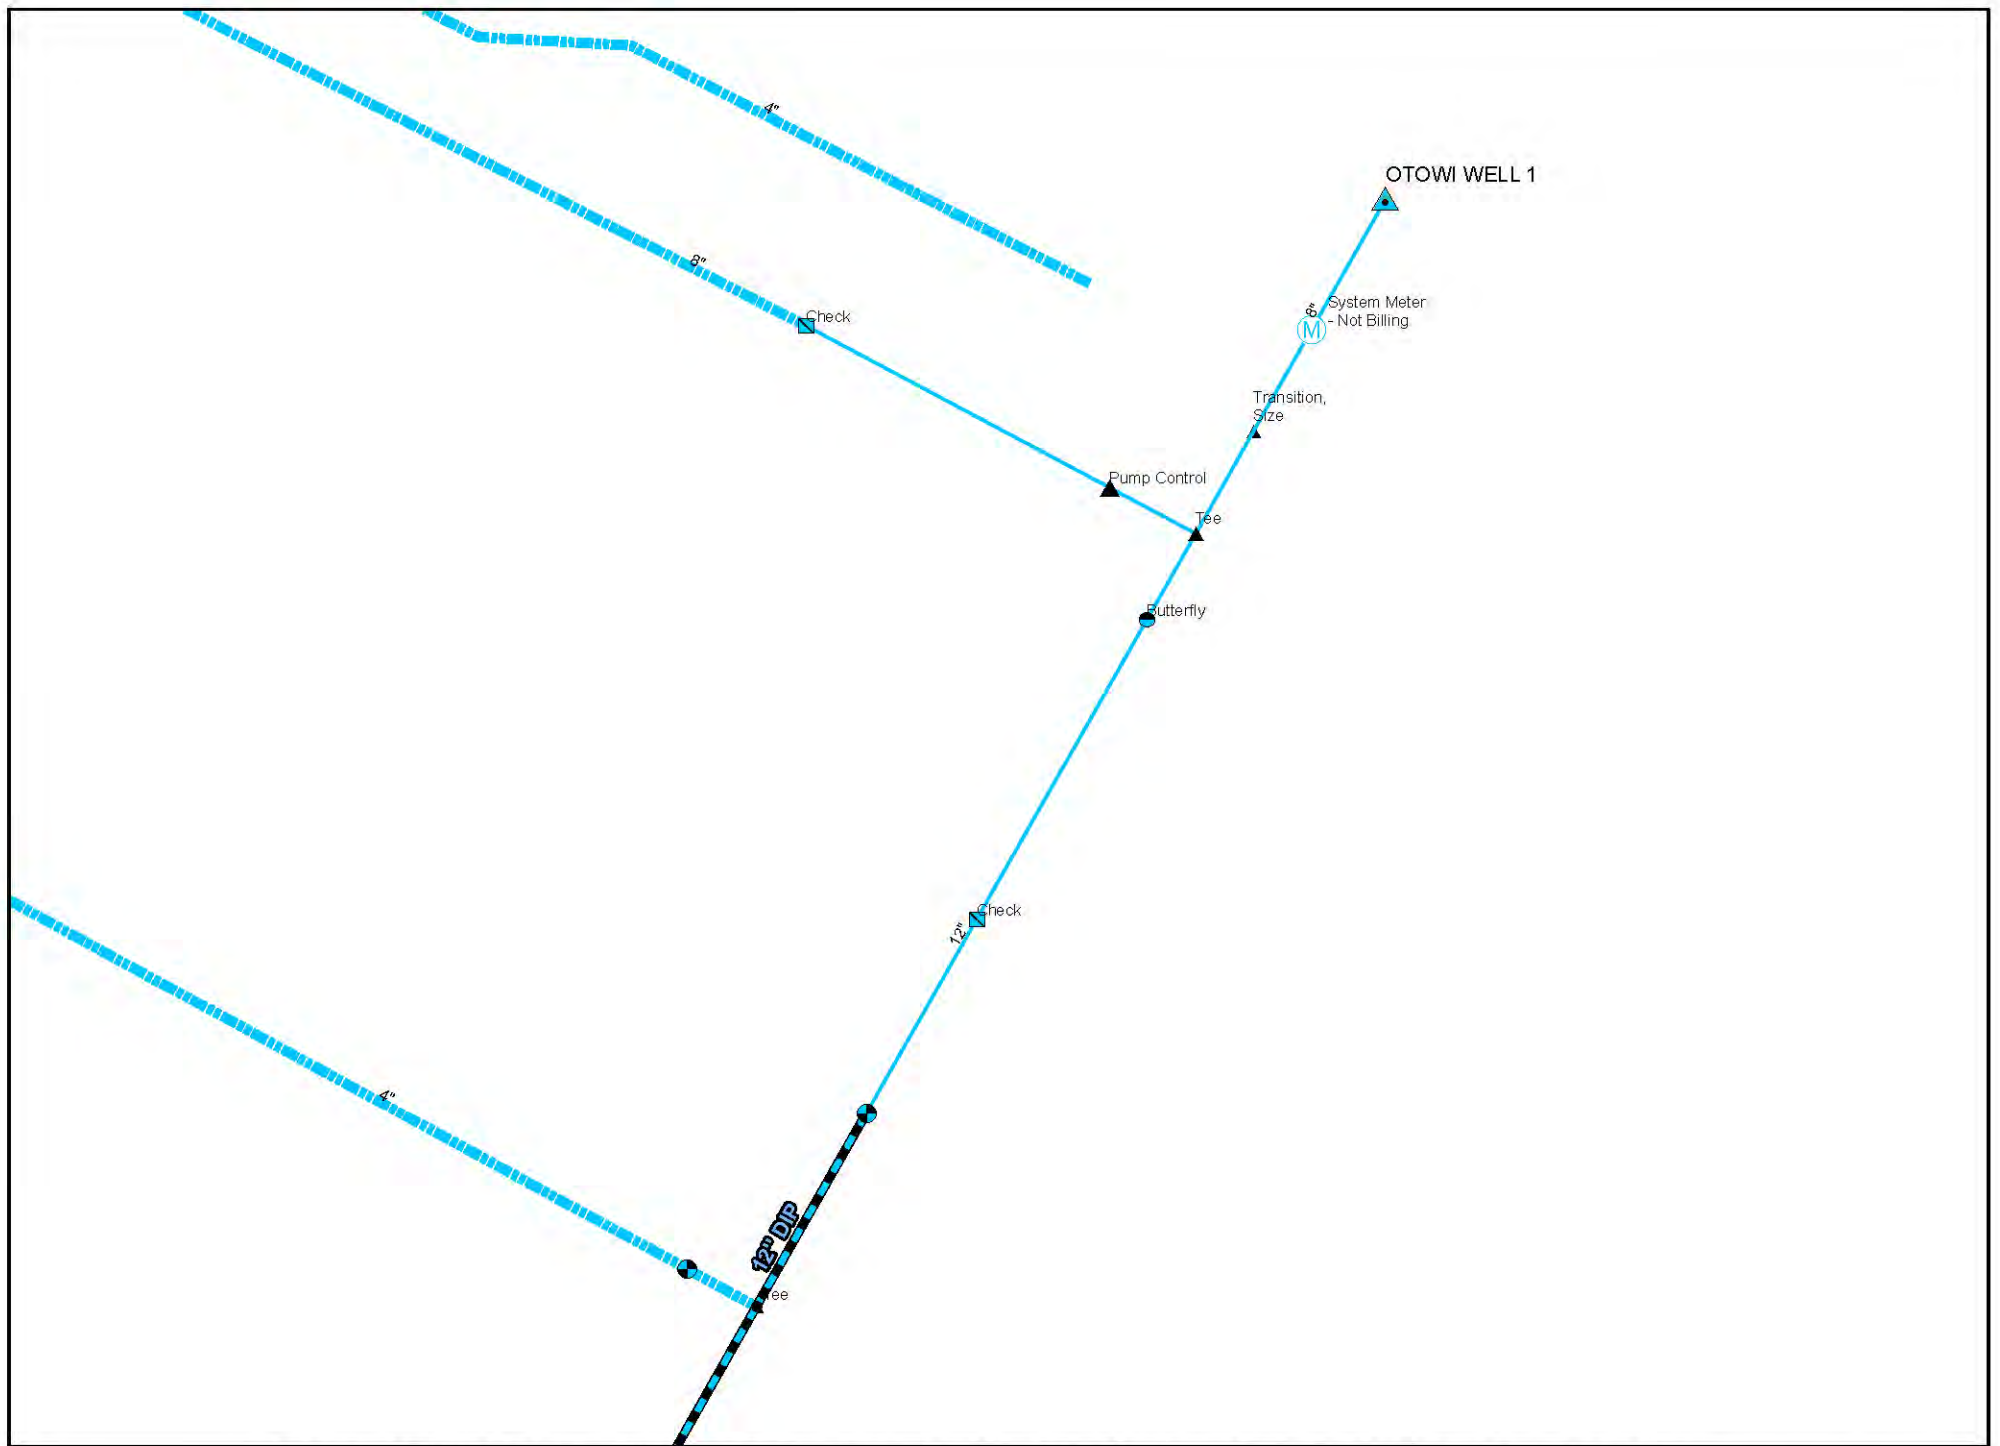 4"
OTOWI WELL 1
8"
8"
System Meter
- Not Billing
Check
Transition,
Size
Pump Control
Tee
Butterfly
Check
12"
4"
12" DIP
Tee